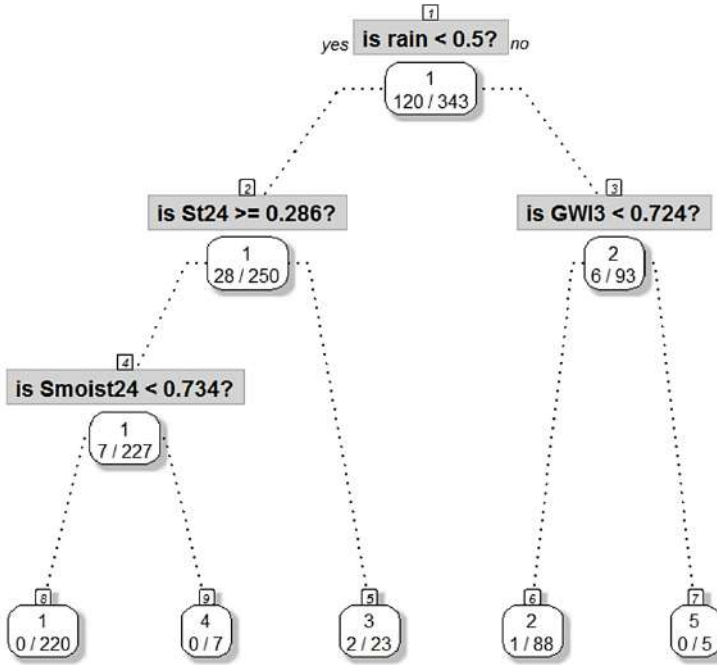 1
yes is rain < 0.5? no
1
120 / 343
2
3
is St24 >= 0.286?
is GWI3 < 0.724?
1
28 / 250
2
6 / 93
4
is Smoist24 < 0.734?
1
7 / 227
8
9
5
6
7
1
0 / 220
4
0 / 7
3
2 / 23
2
1 / 88
5
0 / 5